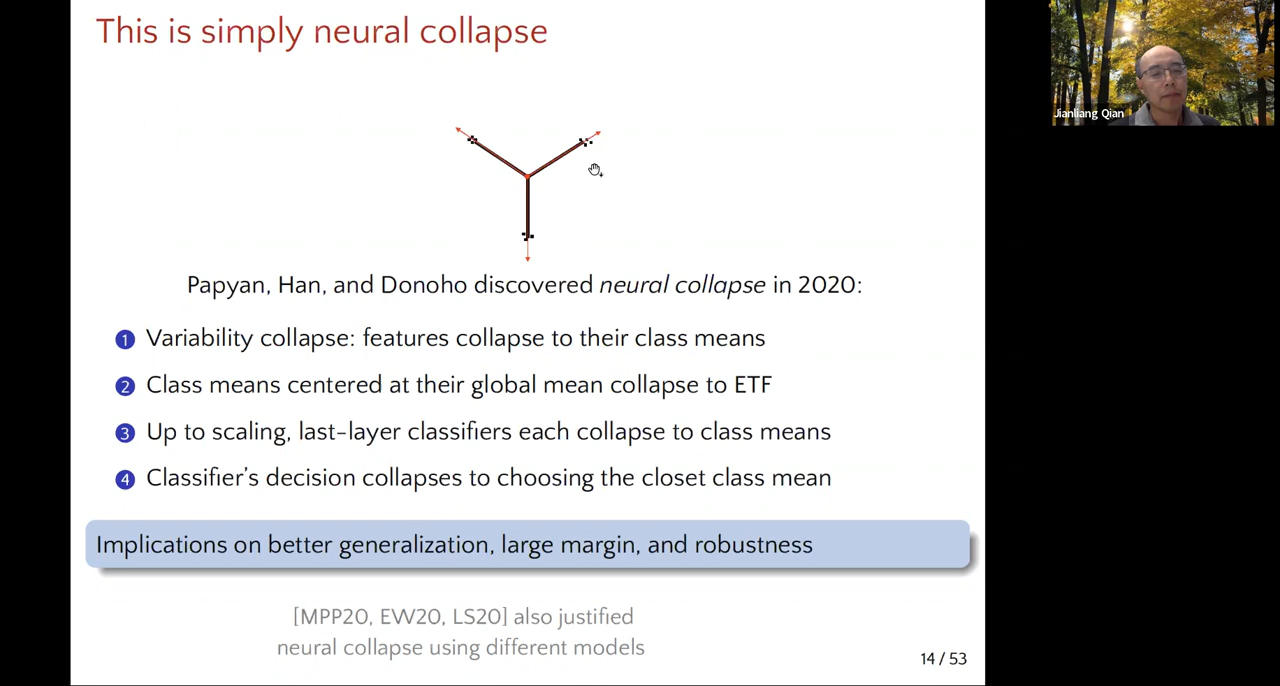 This is simply neural collapse
Jianliang Qian
Papyan, Han, and Donoho discovered neural collapse in 2020:
1 Variability collapse: features collapse to their class means
2 Class means centered at their global mean collapse to ETF
3 Up to scaling, last-layer classifiers each collapse to class means
4 Classifier's decision collapses to choosing the closet class mean
Implications on better generalization, large margin, and robustness
[MPP20, EW20, LS20] also justified
neural collapse using different models
14 / 53